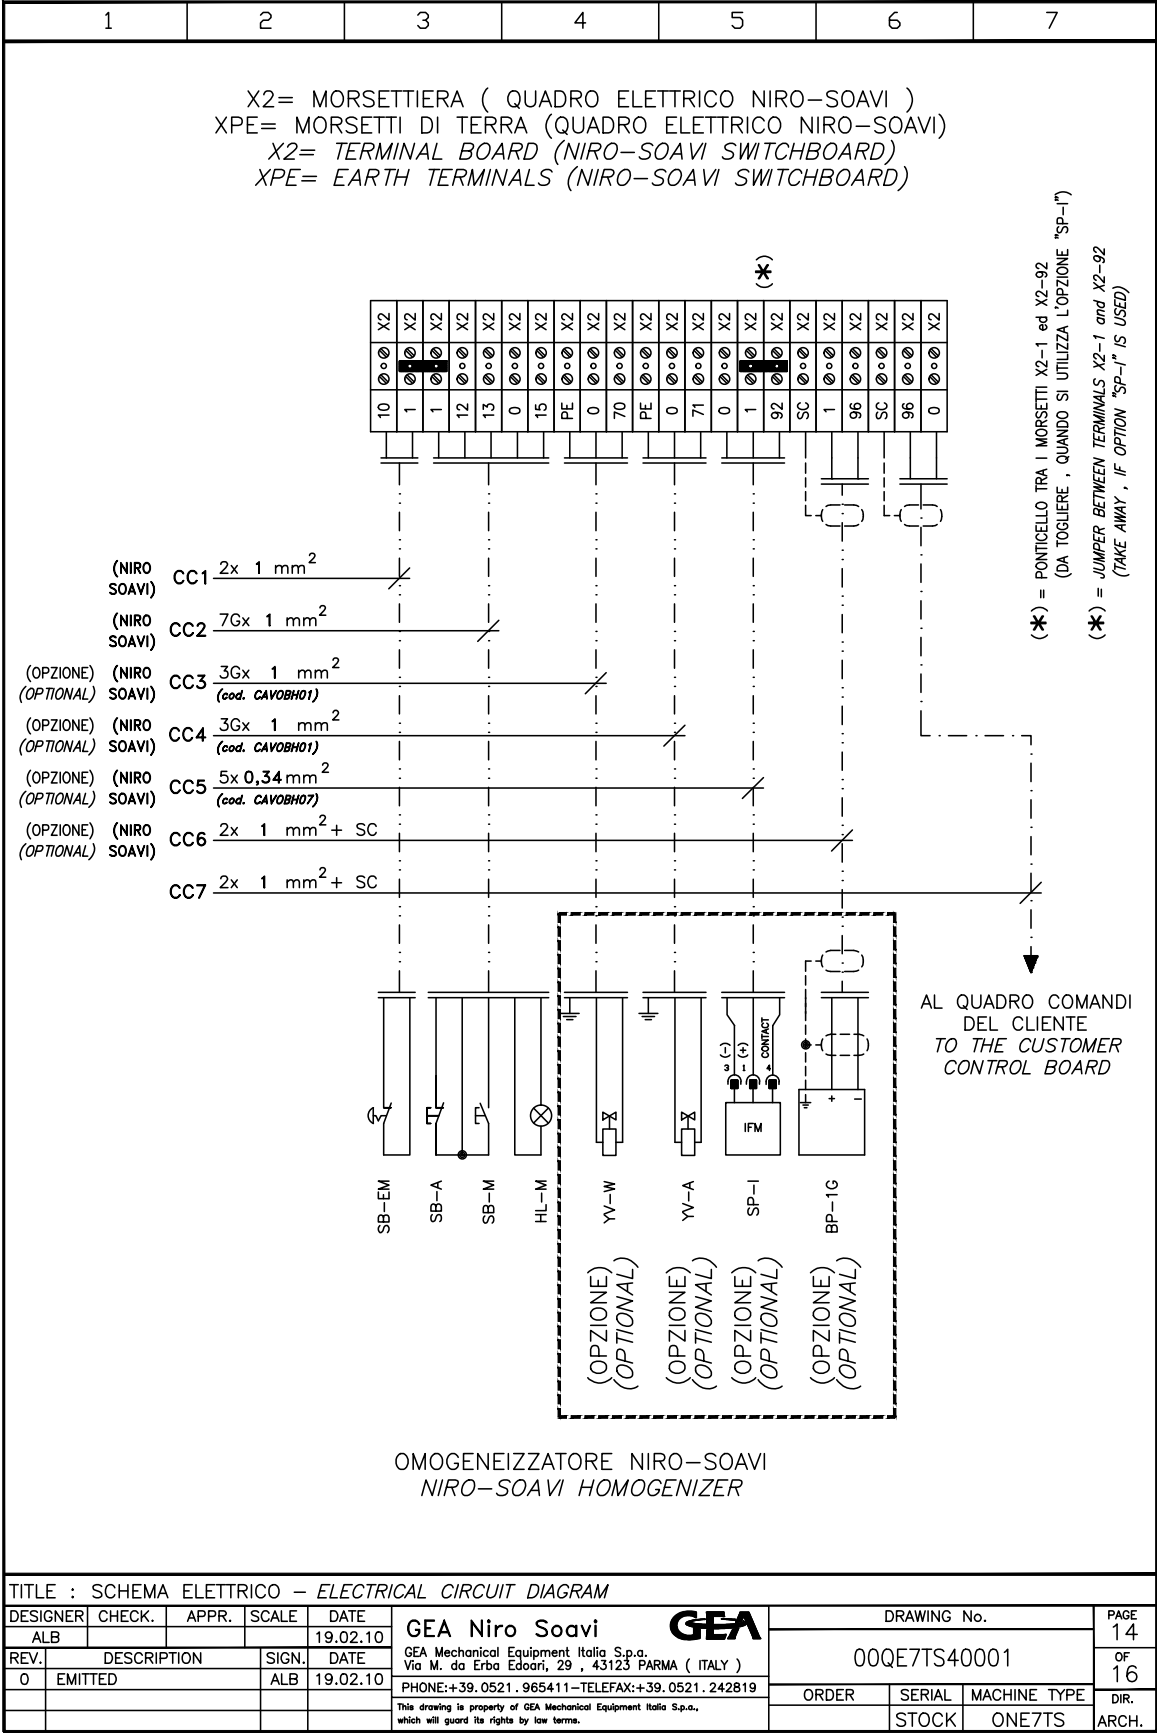 1 2 3 4 5 6 7
X2= MORSETTIERA ( QUADRO ELETTRICO NIRO-SOAVI )
XPE= MORSETTI DI TERRA (QUADRO ELETTRICO NIRO-SOAVI)
X2= TERMINAL BOARD (NIRO-SOAVI SWITCHBOARD)
XPE= EARTH TERMINALS (NIRO-SOAVI SWITCHBOARD)
(*)
X2 X2 X2 X2 X2 X2 X2 X2 X2 X2 X2 X2 X2 X2 X2 X2 X2 X2 X2 X2 X2 X2
10 1 1 12 13 0 15 PE 0 70 PE 0 71 0 1 92 SC 1 96 SC 96 0
(*) = PONTICELLO TRA I MORSETTI X2-1 ed X2-92
(DA TOGLIERE , QUANDO SI UTILIZZA L'OPZIONE "SP-I")
(*) = JUMPER BETWEEN TERMINALS X2-1 and X2-92
(TAKE AWAY , IF OPTION "SP-I" IS USED)
(NIRO
SOAVI) CC1 2x 1 mm2
(NIRO
SOAVI) CC2 7Gx 1 mm2
(OPZIONE) (NIRO
(OPTIONAL) SOAVI) CC3 3Gx 1 mm2
(cod. CAVOBH01)
(OPZIONE) (NIRO
(OPTIONAL) SOAVI) CC4 3Gx 1 mm2
(cod. CAVOBH01)
(OPZIONE) (NIRO
(OPTIONAL) SOAVI) CC5 5x 0,34 mm2
(cod. CAVOBH07)
(OPZIONE) (NIRO
(OPTIONAL) SOAVI) CC6 2x 1 mm2 + SC
CC7 2x 1 mm2 + SC
AL QUADRO COMANDI
DEL CLIENTE
TO THE CUSTOMER
CONTROL BOARD
(-) (+) CONTACT
3 1 4
IFM
+ -
SB-EM
SB-A
SB-M
HL-M
YV-W
YV-A
SP-I
BP-1G
(OPZIONE)
(OPTIONAL)
(OPZIONE)
(OPTIONAL)
(OPZIONE)
(OPTIONAL)
(OPZIONE)
(OPTIONAL)
OMOGENEIZZATORE NIRO-SOAVI
NIRO-SOAVI HOMOGENIZER
TITLE : SCHEMA ELETTRICO - ELECTRICAL CIRCUIT DIAGRAM
DESIGNER CHECK. APPR. SCALE DATE
ALB 19.02.10
REV. DESCRIPTION SIGN. DATE
0 EMITTED ALB 19.02.10
GEA Niro Soavi GEA
GEA Mechanical Equipment Italia S.p.a.
Via M. da Erba Edoari, 29 , 43123 PARMA ( ITALY )
PHONE:+39.0521.965411-TELEFAX:+39.0521.242819
This drawing is property of GEA Mechanical Equipment Italia S.p.a.,
which will guard its rights by law terms.
DRAWING No.
00QE7TS40001
ORDER SERIAL MACHINE TYPE
STOCK ONE7TS
PAGE
14
OF
16
DIR.
ARCH.